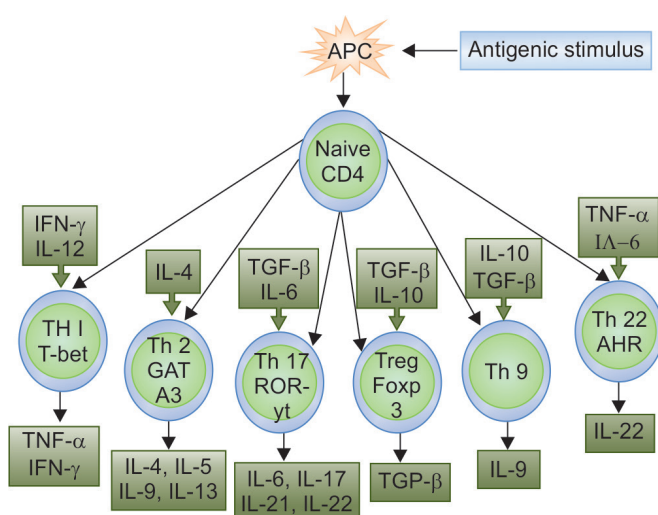 APC
Antigenic stimulus
Naive
CD4
IFN-γ
IL-12
IL-4
TGF-β
IL-6
TGF-β
IL-10
IL-10
TGF-β
TNF-α
ΙΛ–6
TH I
T-bet
Th 2
GAT
A3
Th 17
ROR-
yt
Treg
Foxp
3
Th 9
Th 22
AHR
TNF-α
IFN-γ
IL-4, IL-5
IL-9, IL-13
IL-6, IL-17
IL-21, IL-22
TGP-β
IL-9
IL-22